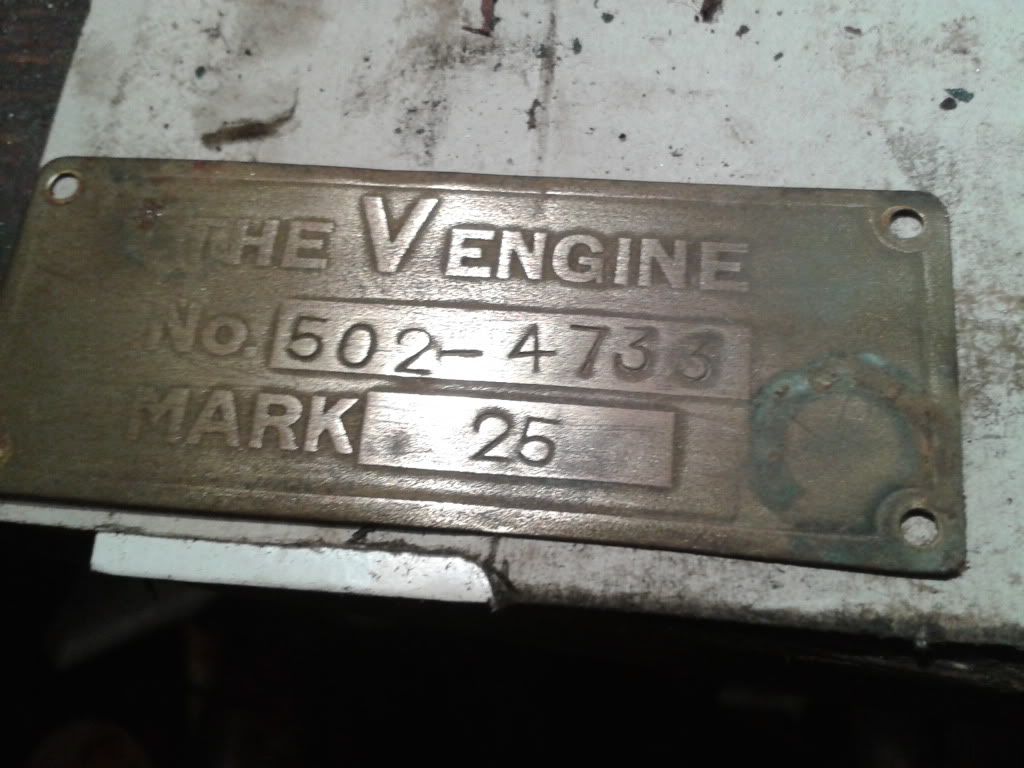 THE V ENGINE
No. 502-4733
MARK 25